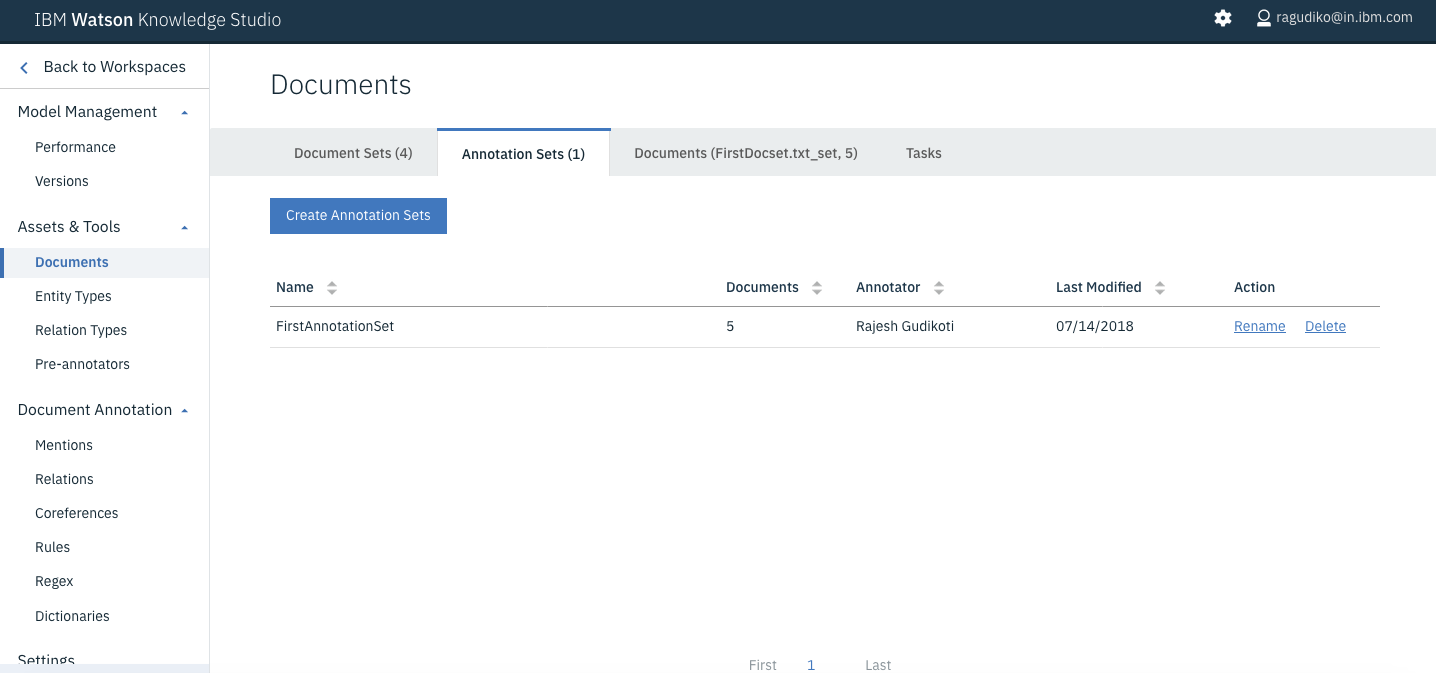 IBM Watson Knowledge Studio
ragudiko@in.ibm.com
Back to Workspaces
Model Management
Performance
Versions
Assets & Tools
Documents
Entity Types
Relation Types
Pre-annotators
Document Annotation
Mentions
Relations
Coreferences
Rules
Regex
Dictionaries
Settings
Documents
Document Sets (4) Annotation Sets (1) Documents (FirstDocset.txt_set, 5) Tasks
Create Annotation Sets
Name Documents Annotator Last Modified Action
FirstAnnotationSet 5 Rajesh Gudikoti 07/14/2018 Rename Delete
First 1 Last